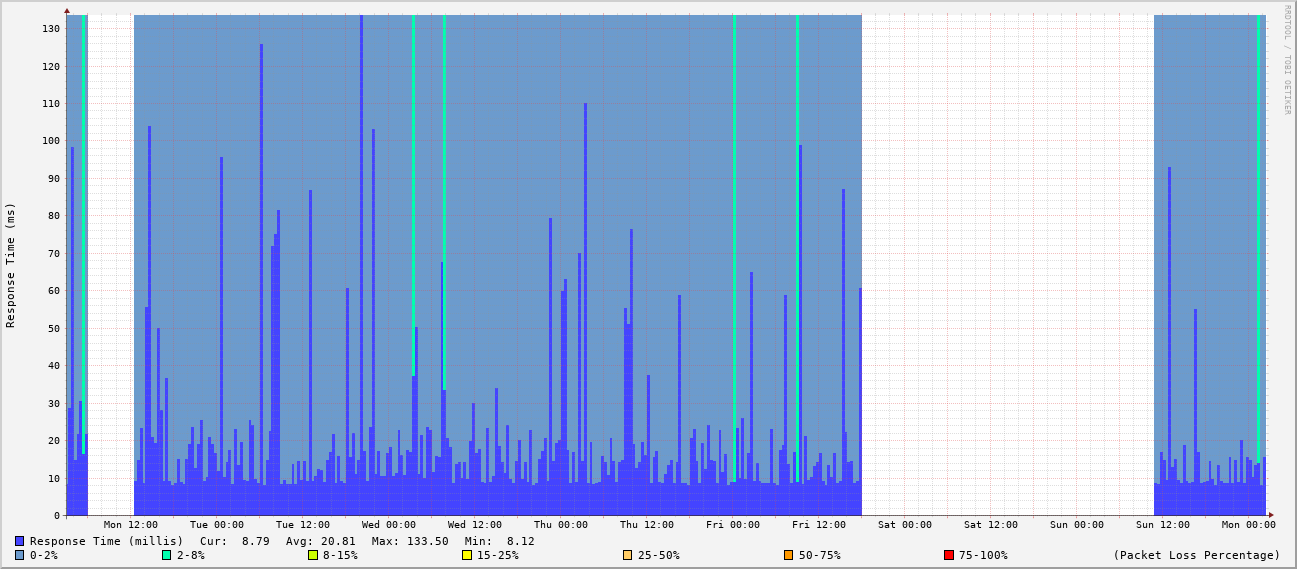 RRDTOOL / TOBI OETIKER
Response Time (ms)
130
120
110
100
90
80
70
60
50
40
30
20
10
0
Mon 12:00 Tue 00:00 Tue 12:00 Wed 00:00 Wed 12:00 Thu 00:00 Thu 12:00 Fri 00:00 Fri 12:00 Sat 00:00 Sat 12:00 Sun 00:00 Sun 12:00 Mon 00:00
Response Time (millis) Cur: 8.79 Avg: 20.81 Max: 133.50 Min: 8.12
0-2% 2-8% 8-15% 15-25% 25-50% 50-75% 75-100% (Packet Loss Percentage)